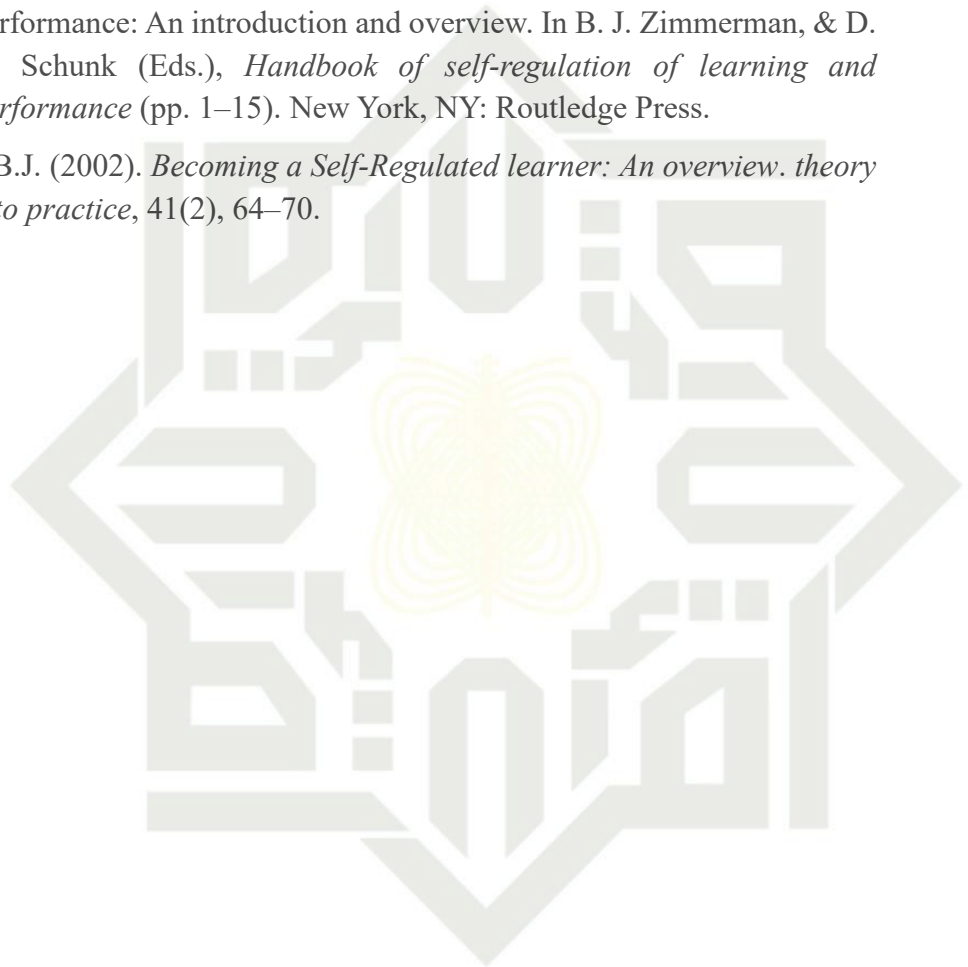 rformance: An introduction and overview. In B. J. Zimmerman, & D.
Schunk (Eds.), Handbook of self-regulation of learning and
rformance (pp. 1–15). New York, NY: Routledge Press.
B.J. (2002). Becoming a Self-Regulated learner: An overview. theory
to practice, 41(2), 64–70.